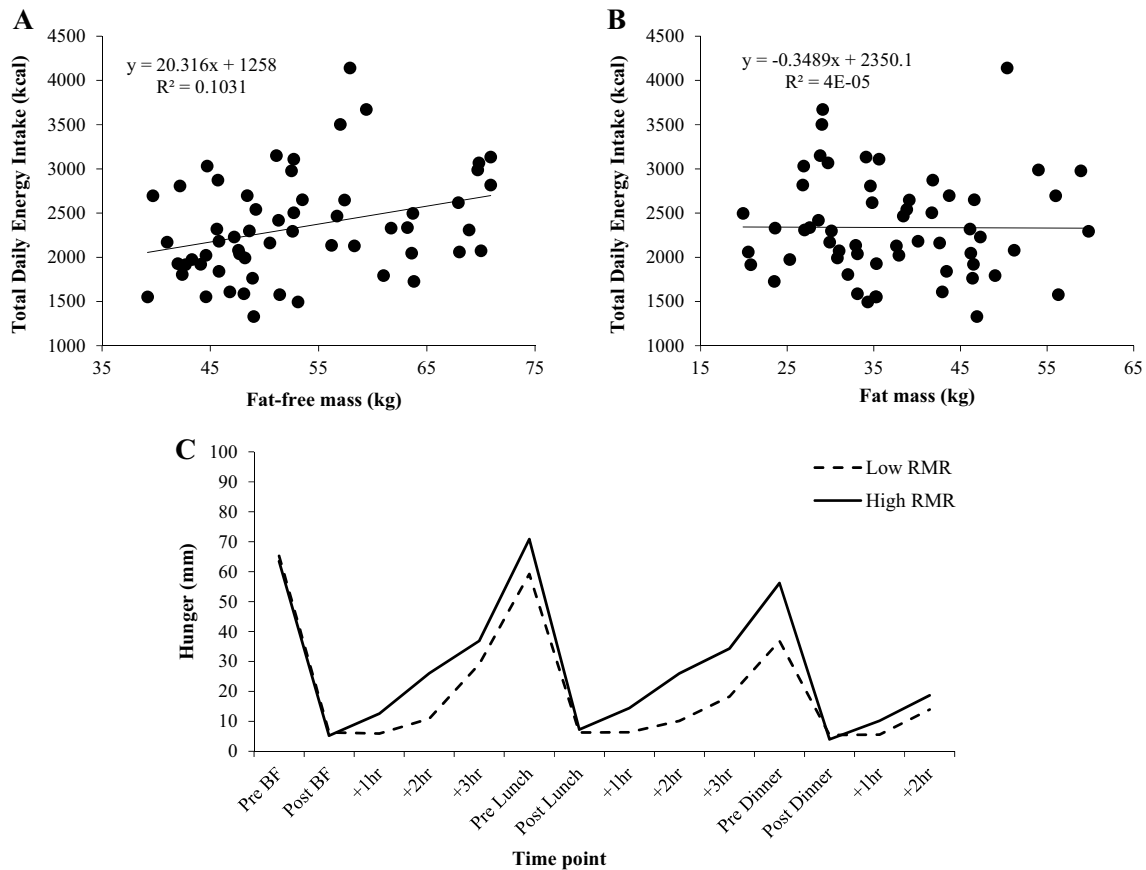 A
Total Daily Energy Intake (kcal)
4500
4000
3500
3000
2500
2000
1500
1000
y = 20.316x + 1258
R² = 0.1031
35
45
55
65
75
Fat-free mass (kg)
B
Total Daily Energy Intake (kcal)
4500
4000
3500
3000
2500
2000
1500
1000
y = -0.3489x + 2350.1
R² = 4E-05
15
25
35
45
55
65
Fat mass (kg)
C
Hunger (mm)
100
90
80
70
60
50
40
30
20
10
0
Low RMR
High RMR
Pre BF
Post BF
+1hr
+2hr
+3hr
Pre Lunch
Post Lunch
+1hr
+2hr
+3hr
Pre Dinner
Post Dinner
+1hr
+2hr
Time point